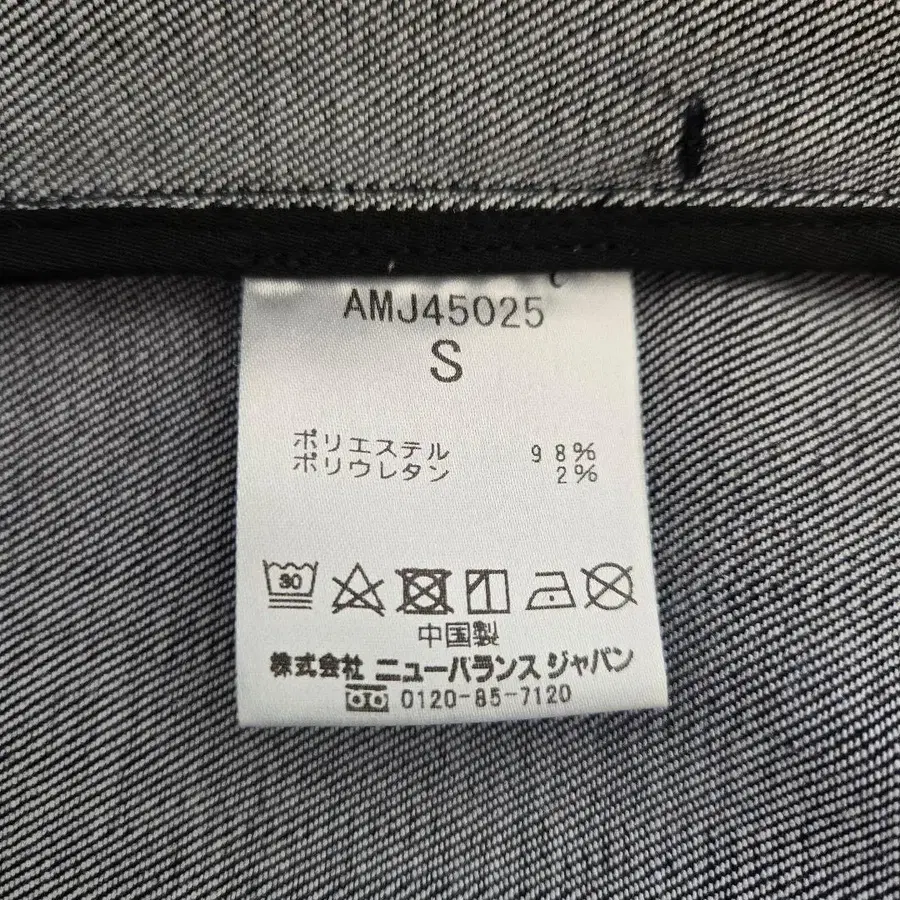 AMJ45025
S
ポリエステル 98%
ポリウレタン 2%
30
中国製
株式会社 ニューバランス ジャパン
0120-85-7120